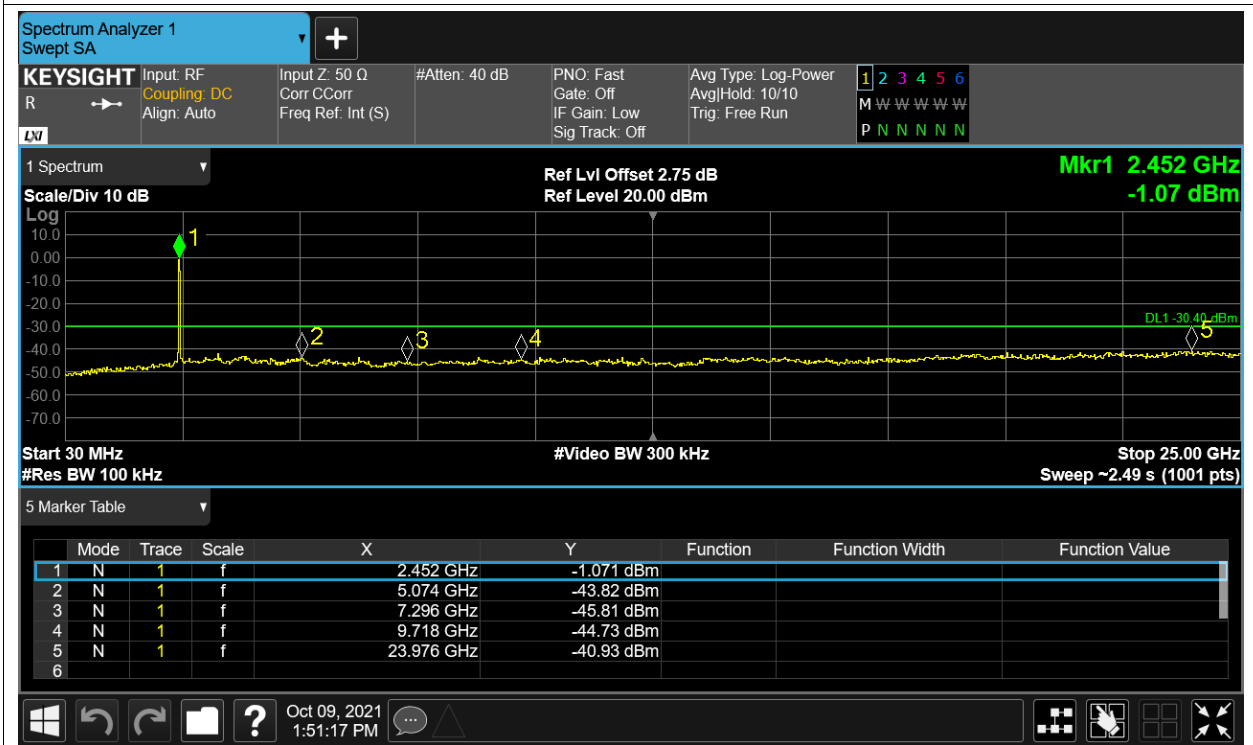 Spectrum Analyzer 1
Swept SA
KEYSIGHT
R
LXI
Input: RF
Coupling: DC
Align: Auto
Input Z: 50 Ω
Corr CCorr
Freq Ref: Int (S)
#Atten: 40 dB
PNO: Fast
Gate: Off
IF Gain: Low
Sig Track: Off
Avg Type: Log-Power
Avg|Hold: 10/10
Trig: Free Run
1 2 3 4 5 6
M W W W W W
P N N N N N
1 Spectrum
Scale/Div 10 dB
Ref Lvl Offset 2.75 dB
Ref Level 20.00 dBm
Mkr1 2.452 GHz
-1.07 dBm
Log
10.0
0.00
-10.0
-20.0
-30.0
-40.0
-50.0
-60.0
-70.0
1
2
3
4
5
DL1 -30.40 dBm
Start 30 MHz
#Video BW 300 kHz
Stop 25.00 GHz
#Res BW 100 kHz
Sweep ~2.49 s (1001 pts)
5 Marker Table
Mode Trace Scale X Y Function Function Width Function Value
1 N 1 f 2.452 GHz -1.071 dBm
2 N 1 f 5.074 GHz -43.82 dBm
3 N 1 f 7.296 GHz -45.81 dBm
4 N 1 f 9.718 GHz -44.73 dBm
5 N 1 f 23.976 GHz -40.93 dBm
6
?
Oct 09, 2021
1:51:17 PM